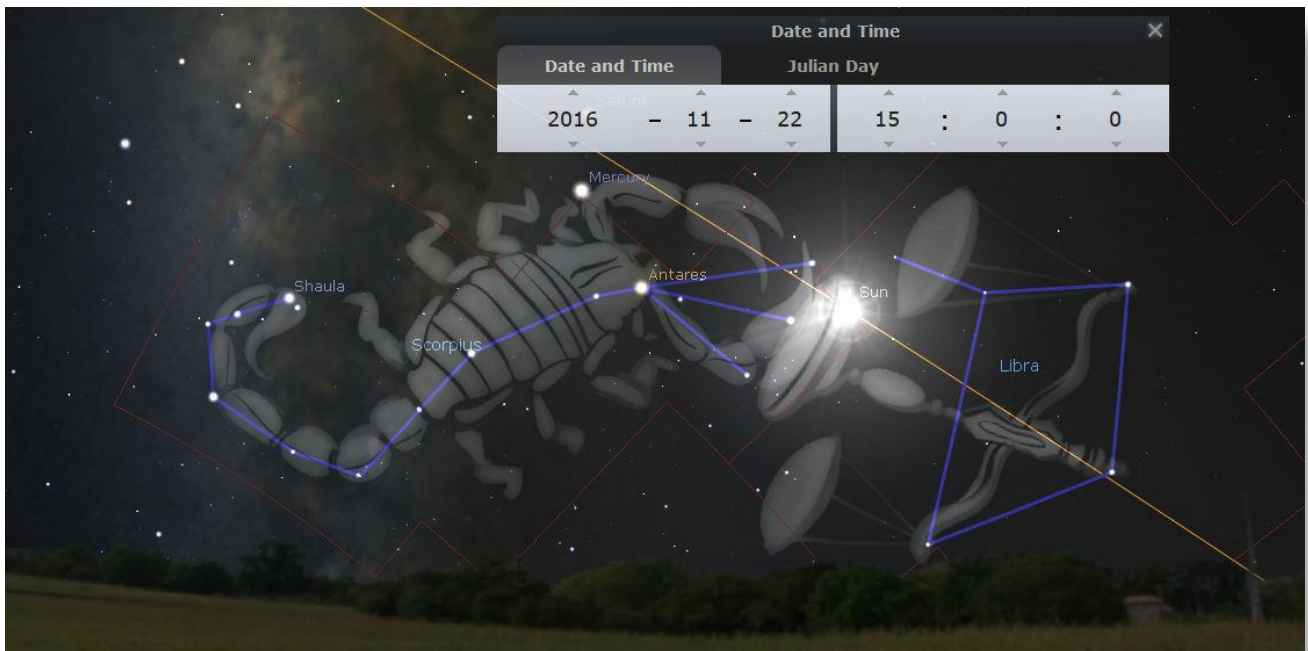 Date and Time
Date and Time Julian Day
Saturn
2016 – 11 – 22 15 : 0 : 0
Mercury
Antares
Shaula
Sun
Scorpius
Libra